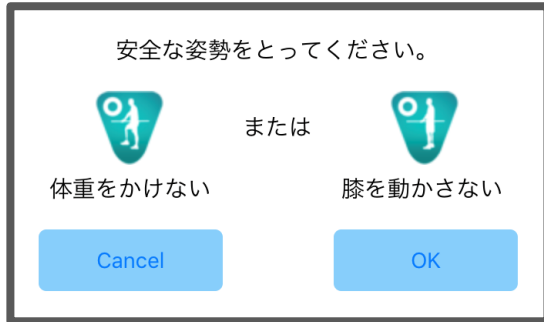 安全な姿勢をとってください。
または
体重をかけない
膝を動かさない
Cancel
OK